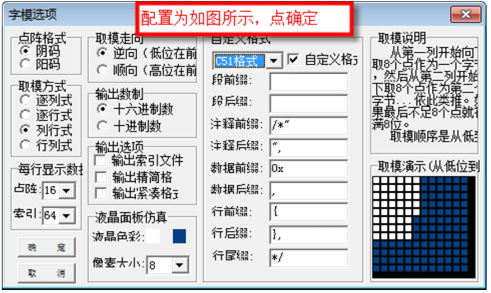 字模选项
配置为如图所示，点确定
点阵格式
阴码
阳码
取模方式
逐列式
逐行式
列行式
行列式
每行显示数据
点阵: 16
索引: 64
确 定
取 消
取模走向
逆向（低位在前
顺向（高位在前
输出数制
十六进制数
十进制数
输出选项
输出索引文件
输出精简格
输出紧凑格式
液晶面板仿真
液晶色彩:
像素大小: 8
自定义格式
C51格式
自定义格式
段前缀:
段后缀:
注释前缀: /*"
注释后缀: ",
数据前缀: 0x
数据后缀: ,
行前缀: {
行后缀: },
行尾缀: */
取模说明
从第一列开始向下
取8个点作为一个字
，然后从第二列开始
下取8个点作为第二
字节...依此类推。如
果最后不足8个点就补
满8位。
取模顺序是从低
取模演示(从低位到